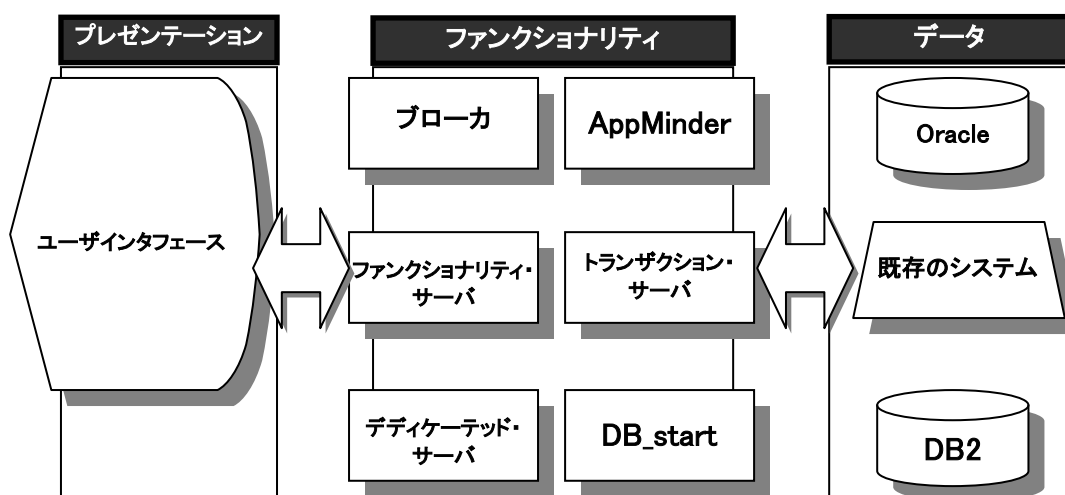 プレゼンテーション
ファンクショナリティ
データ
ブローカ
AppMinder
Oracle
ユーザインタフェース
ファンクショナリティ・
サーバ
トランザクション・
サーバ
既存のシステム
デディケーテッド・
サーバ
DB_start
DB2